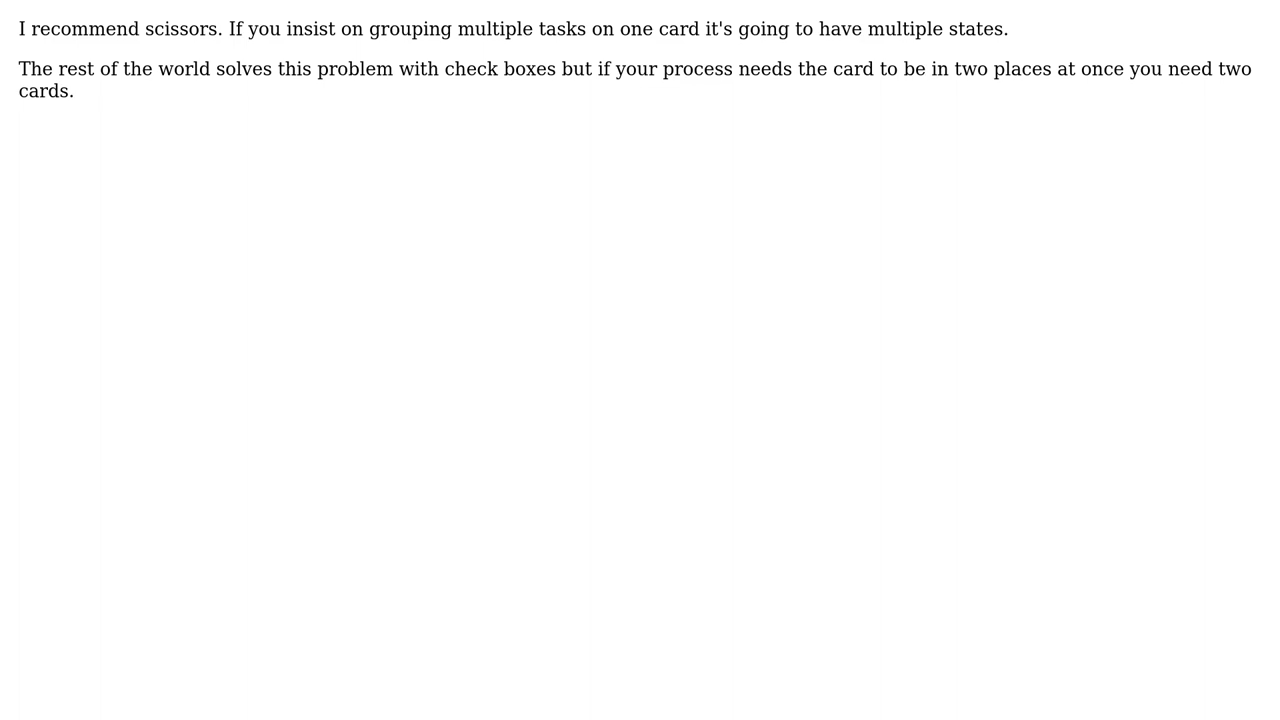 I recommend scissors. If you insist on grouping multiple tasks on one card it's going to have multiple states.
The rest of the world solves this problem with check boxes but if your process needs the card to be in two places at once you need two
cards.